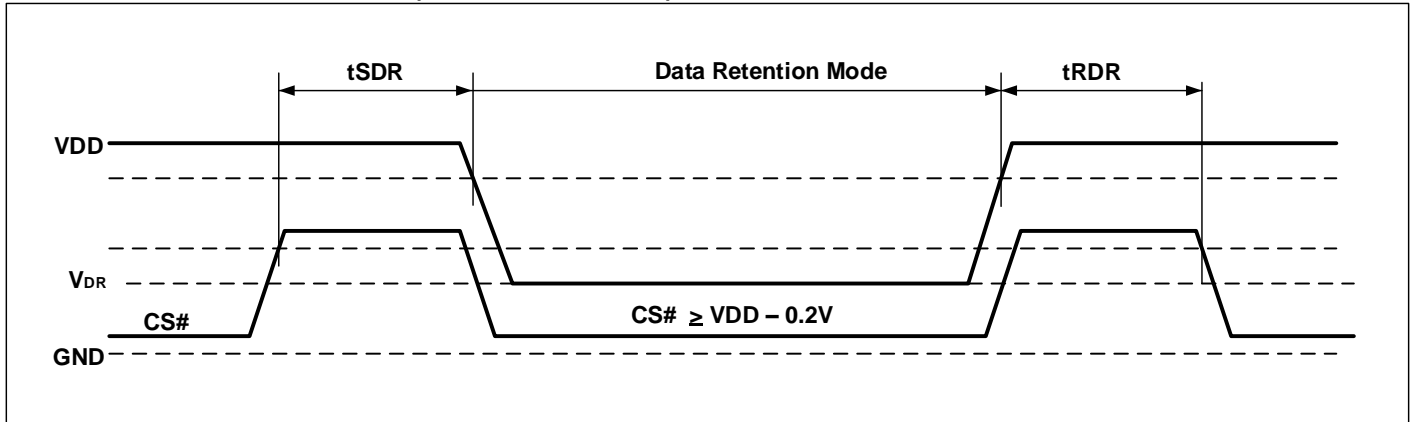 tSDR Data Retention Mode tRDR
VDD
VDR
CS# CS# ≥ VDD – 0.2V
GND